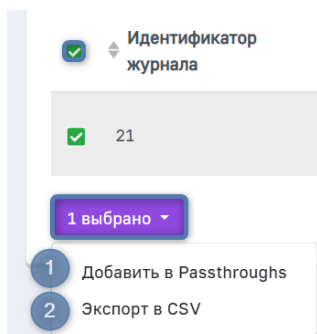 Идентификатор
журнала
21
1 выбрано
1 Добавить в Passthroughs
2 Экспорт в CSV